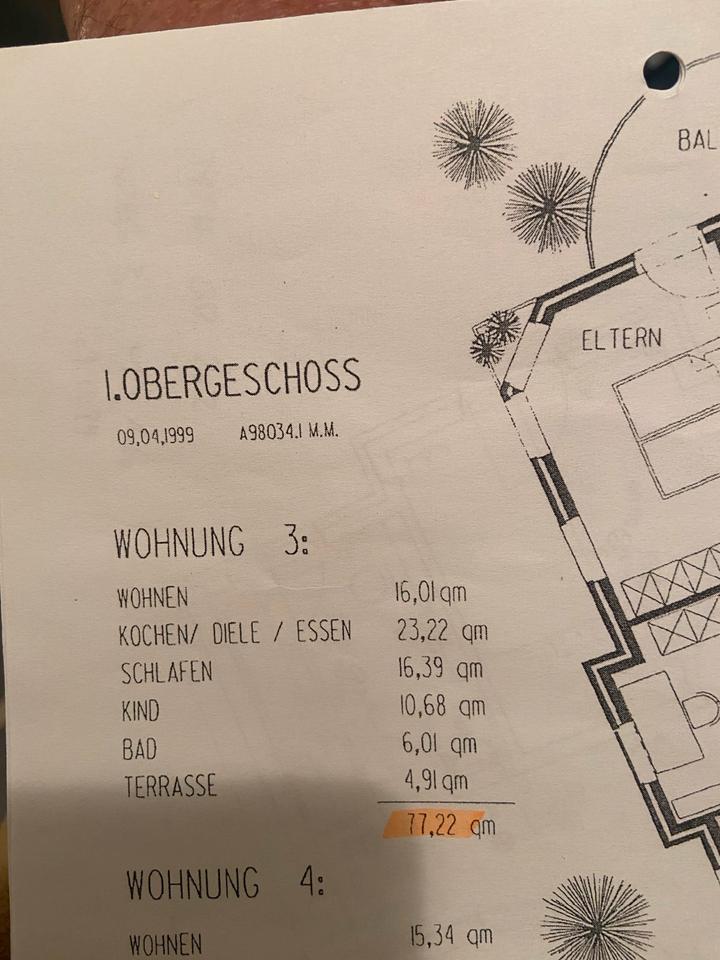 BAL
ELTERN
I.OBERGESCHOSS
09,04,1999 A98034.I M.M.
WOHNUNG 3:
WOHNEN 16,01 qm
KOCHEN/ DIELE / ESSEN 23,22 qm
SCHLAFEN 16,39 qm
KIND 10,68 qm
BAD 6,01 qm
TERRASSE 4,91 qm
77,22 qm
WOHNUNG 4:
WOHNEN 15,34 qm